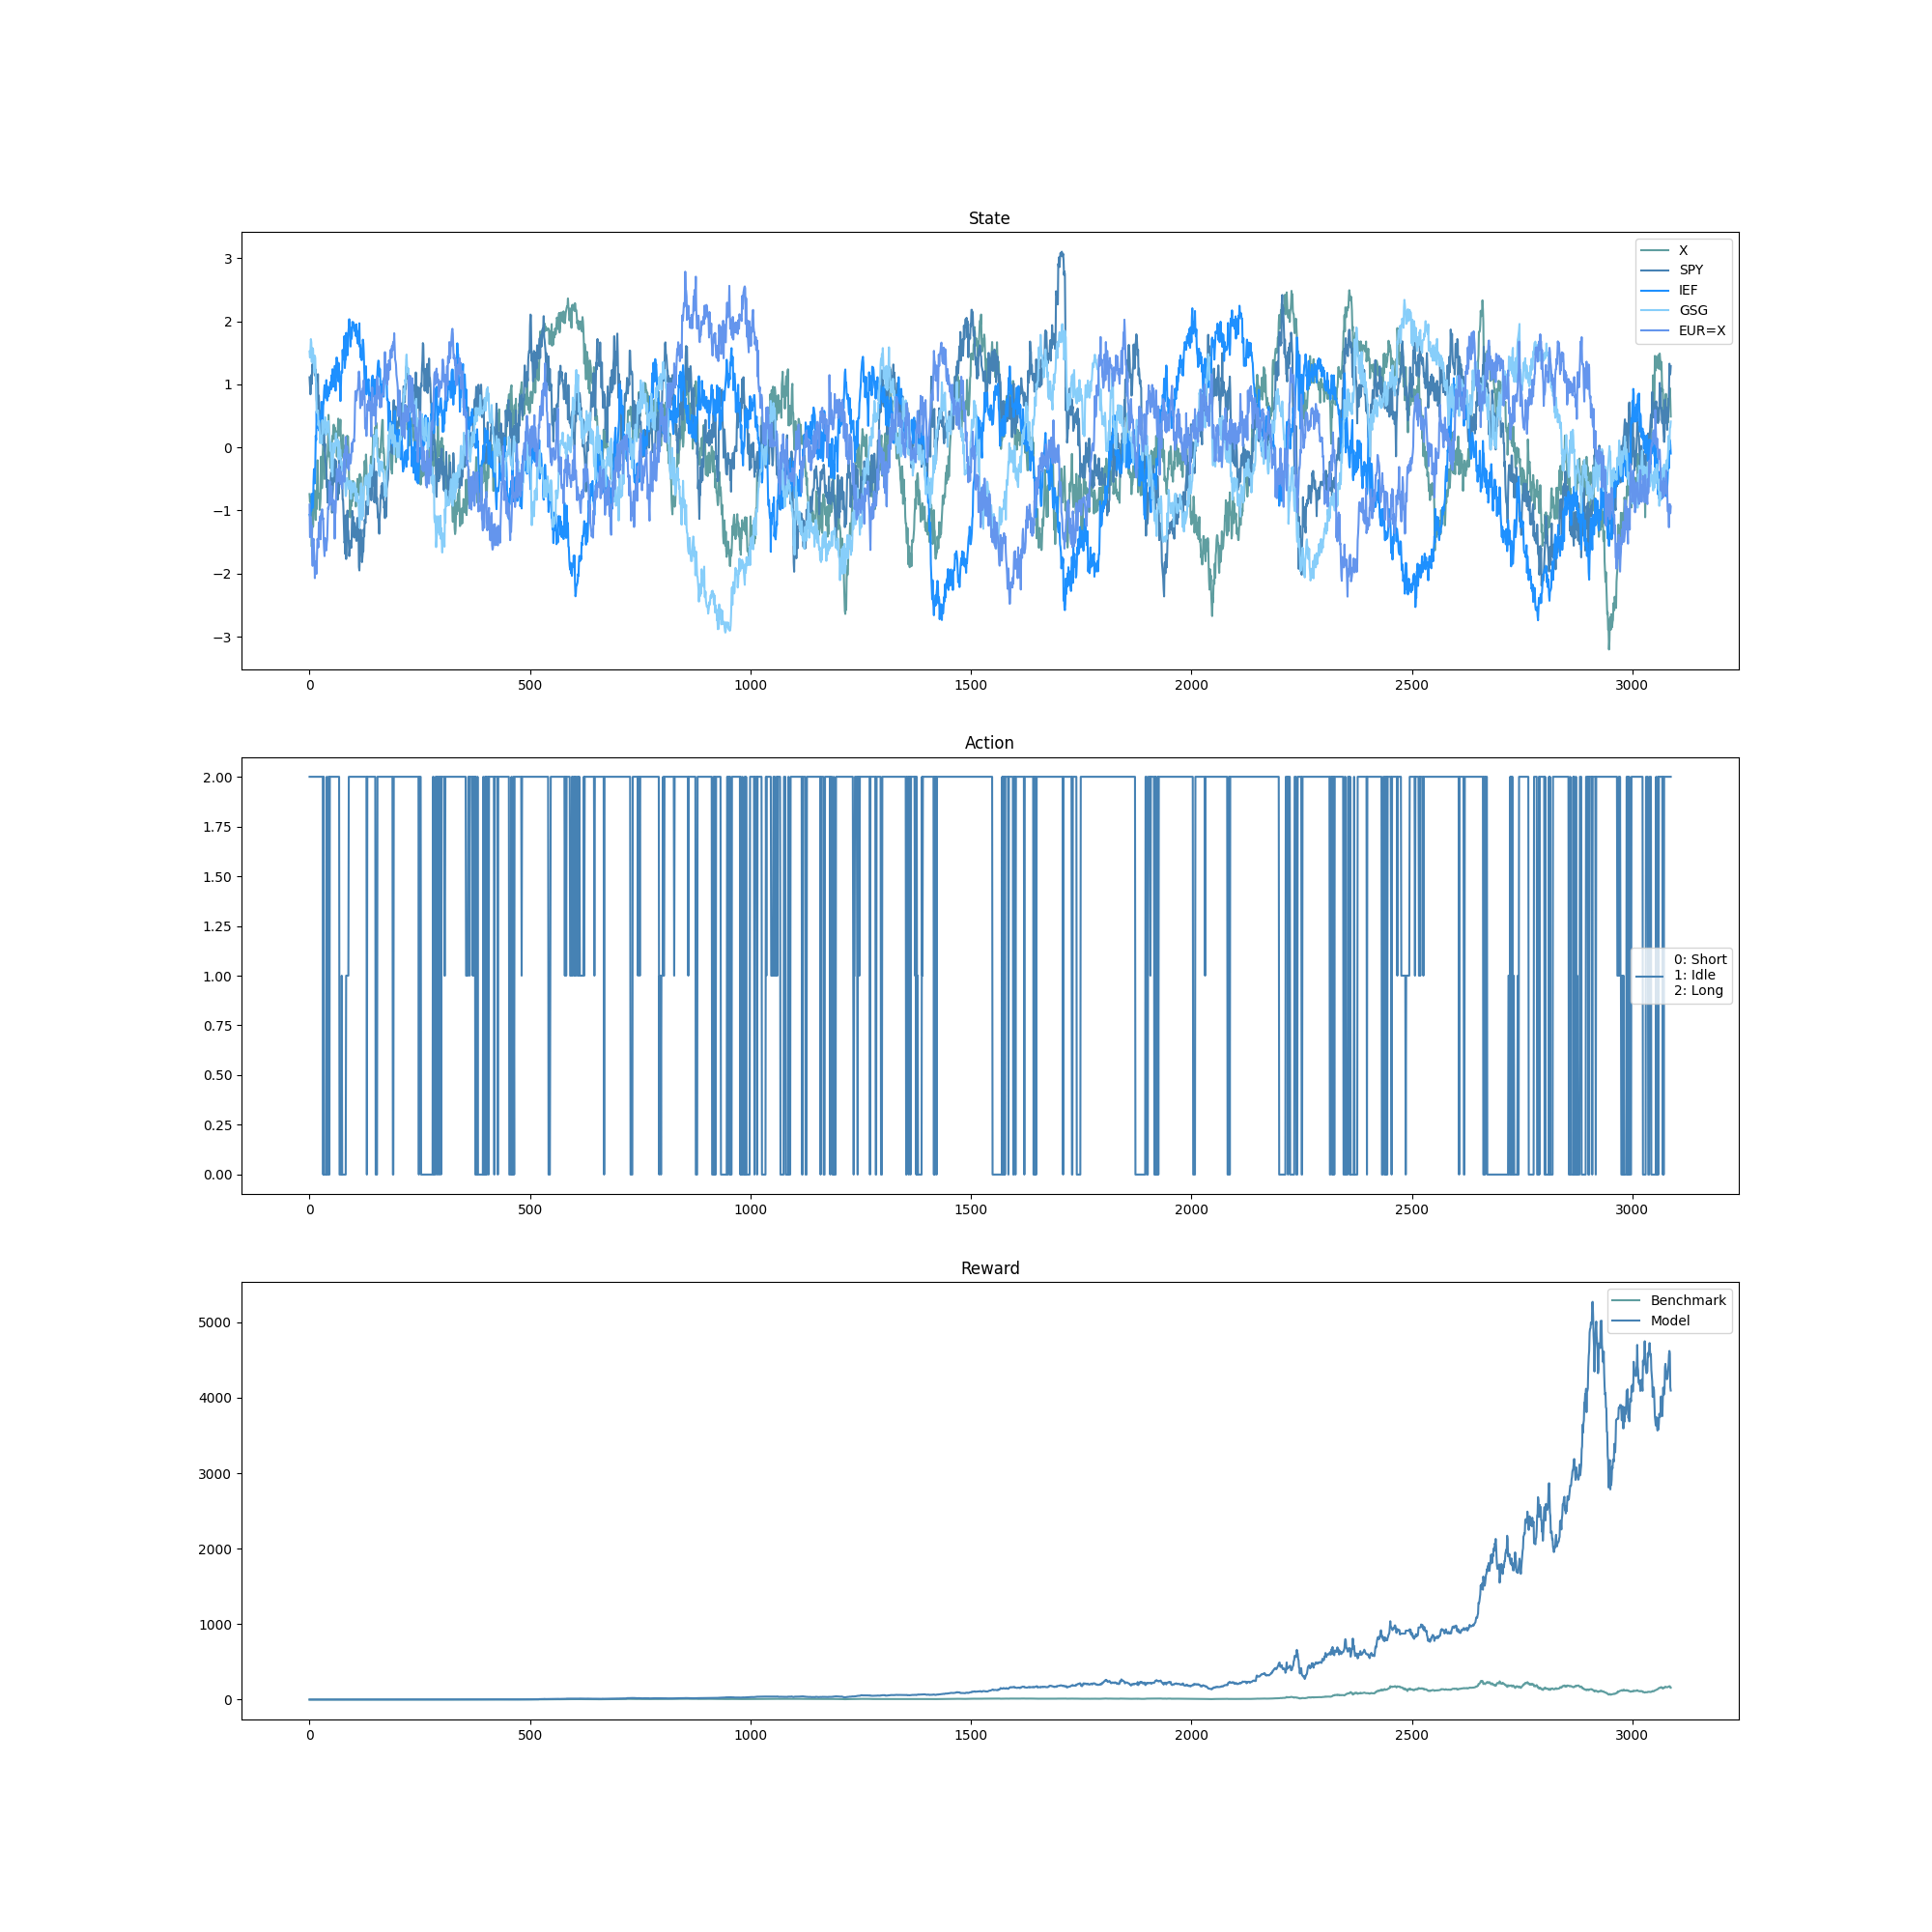 State
3
2
1
0
−1
−2
−3
X
SPY
IEF
GSG
EUR=X
0 500 1000 1500 2000 2500 3000
Action
2.00
1.75
1.50
1.25
1.00
0.75
0.50
0.25
0.00
0: Short
1: Idle
2: Long
0 500 1000 1500 2000 2500 3000
Reward
5000
4000
3000
2000
1000
0
Benchmark
Model
0 500 1000 1500 2000 2500 3000